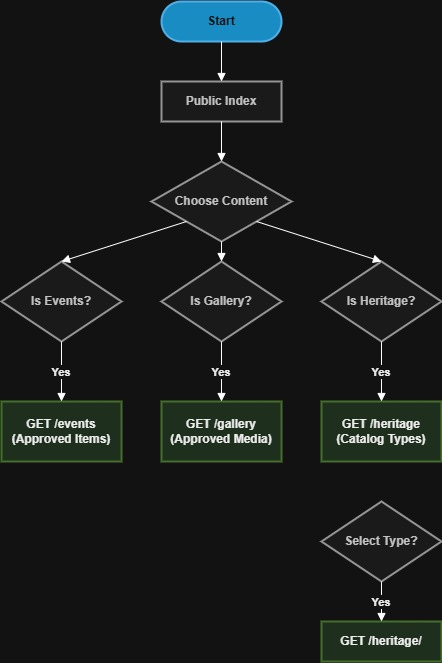 Start
Public Index
Choose Content
Is Events?
Is Gallery?
Is Heritage?
Yes
Yes
Yes
GET /events
(Approved Items)
GET /gallery
(Approved Media)
GET /heritage
(Catalog Types)
Select Type?
Yes
GET /heritage/